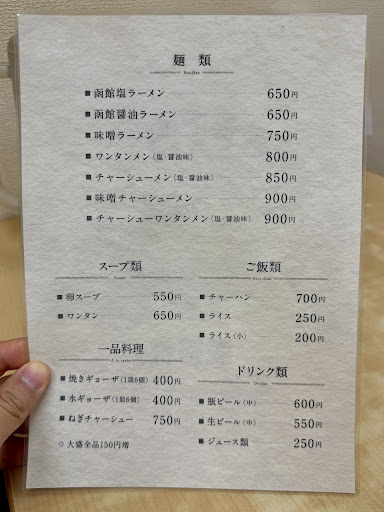 麺 類
Noodles
■函館塩ラーメン 650円
■函館醤油ラーメン 650円
■味噌ラーメン 750円
■ワンタンメン（塩・醤油味） 800円
■チャーシューメン（塩・醤油味） 850円
■味噌チャーシューメン 900円
■チャーシューワンタンメン（塩・醤油味） 900円
スープ類
Soups
■卵スープ 550円
■ワンタン 650円
一品料理
A la carte
■焼きギョーザ（1皿6個） 400円
■水ギョーザ（1皿6個） 400円
■ねぎチャーシュー 750円
○大盛全品150円増
ご飯類
Rice dish
■チャーハン 700円
■ライス 250円
■ライス（小） 200円
ドリンク類
Drinks
■瓶ビール（中） 600円
■生ビール（中） 550円
■ジュース類 250円